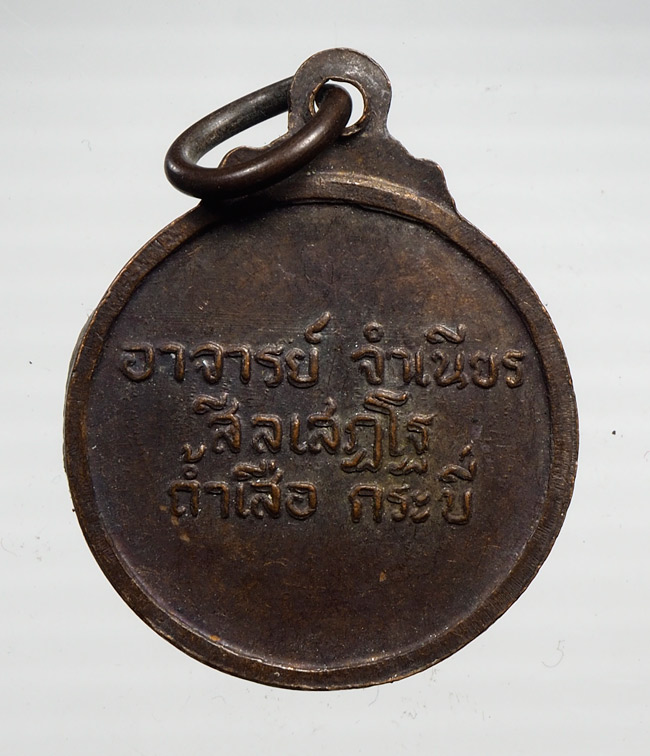 อาจารย์ จำเนียร
สีลเสฏฺโฐ
ถ้ำเสือ กระบี่